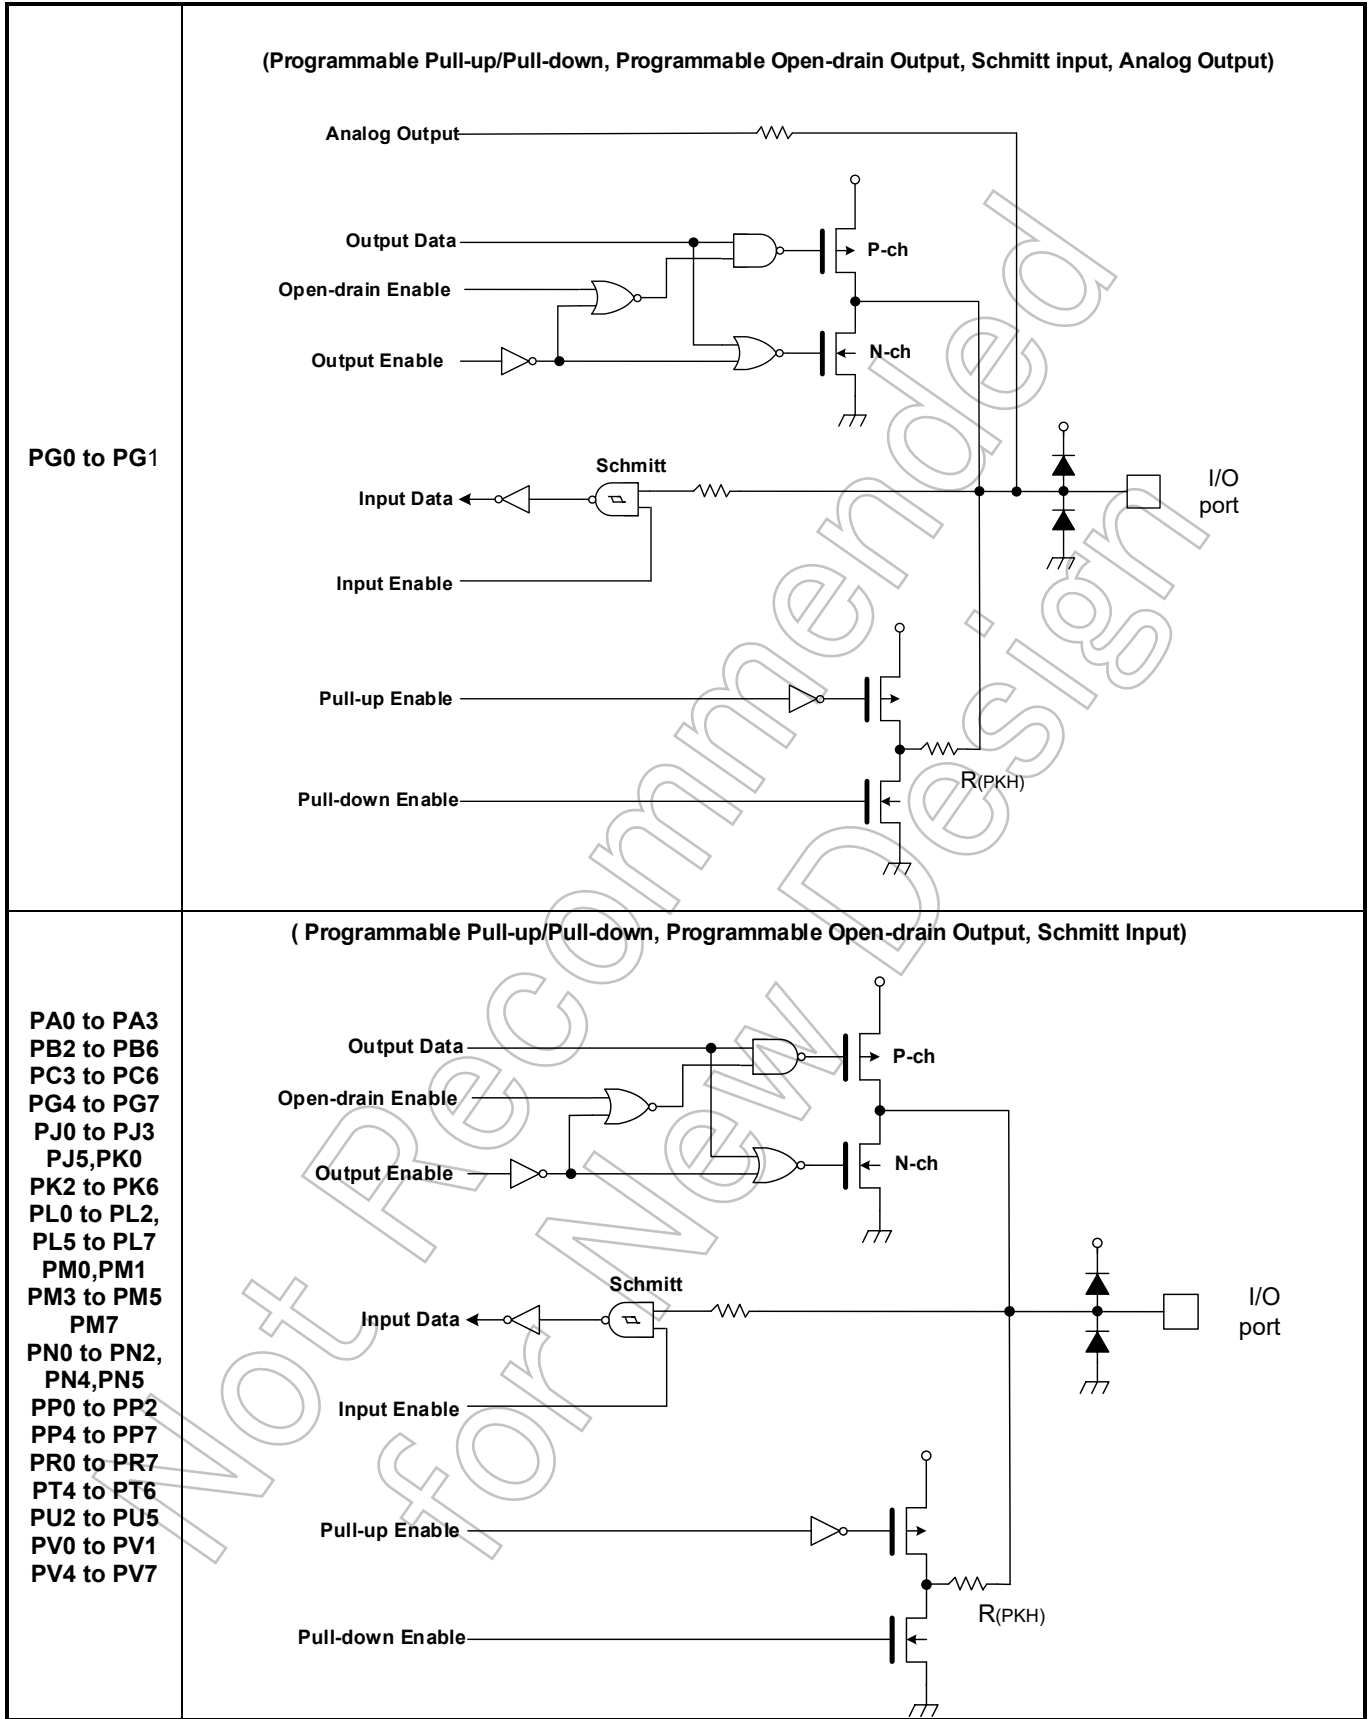 (Programmable Pull-up/Pull-down, Programmable Open-drain Output, Schmitt input, Analog Output)
Analog Output
Output Data
P-ch
Open-drain Enable
Output Enable
N-ch
PG0 to PG1
Schmitt
Input Data
I/O
port
Input Enable
Pull-up Enable
R(PKH)
Pull-down Enable
( Programmable Pull-up/Pull-down, Programmable Open-drain Output, Schmitt Input)
PA0 to PA3
PB2 to PB6
PC3 to PC6
PG4 to PG7
PJ0 to PJ3
PJ5,PK0
PK2 to PK6
PL0 to PL2,
PL5 to PL7
PM0,PM1
PM3 to PM5
PM7
PN0 to PN2,
PN4,PN5
PP0 to PP2
PP4 to PP7
PR0 to PR7
PT4 to PT6
PU2 to PU5
PV0 to PV1
PV4 to PV7
Output Data
P-ch
Open-drain Enable
Output Enable
N-ch
Schmitt
Input Data
I/O
port
Input Enable
Pull-up Enable
R(PKH)
Pull-down Enable
Not Recommended
for New Design